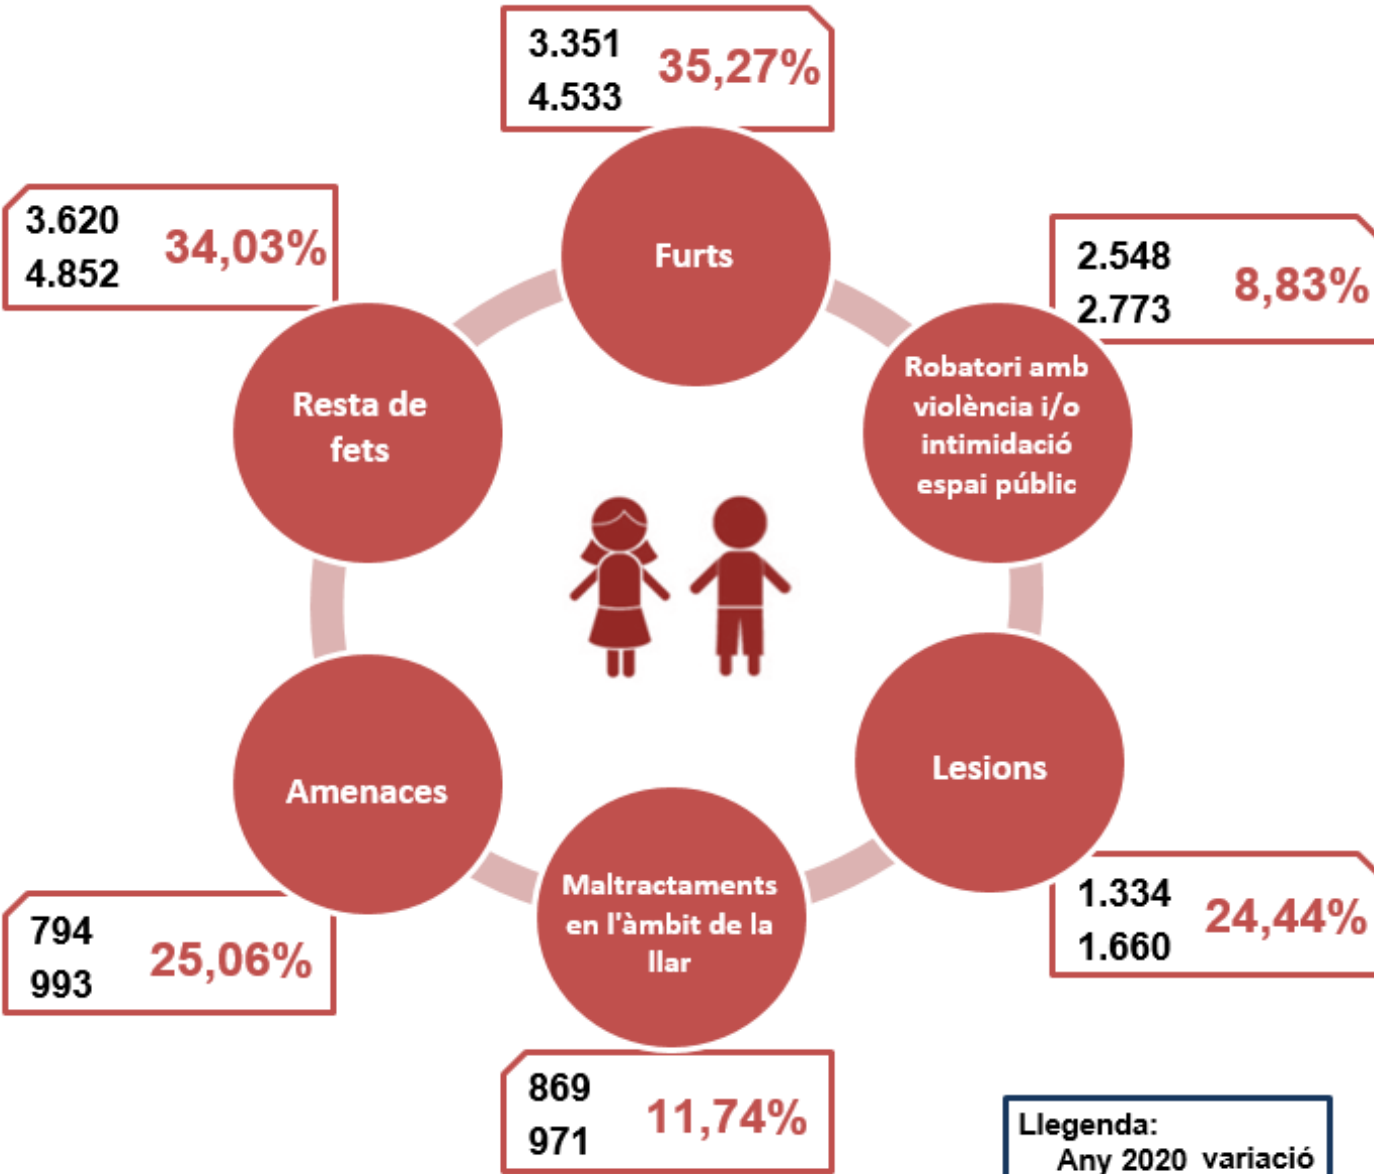 3.351
4.533
35,27%
Furts
3.620
4.852
34,03%
Resta de
fets
2.548
2.773
8,83%
Robatori amb
violència i/o
intimidació
espai públic
Lesions
1.334
1.660
24,44%
Amenaces
794
993
25,06%
Maltractaments
en l'àmbit de la
llar
869
971
11,74%
Llegenda:
Any 2020 variació